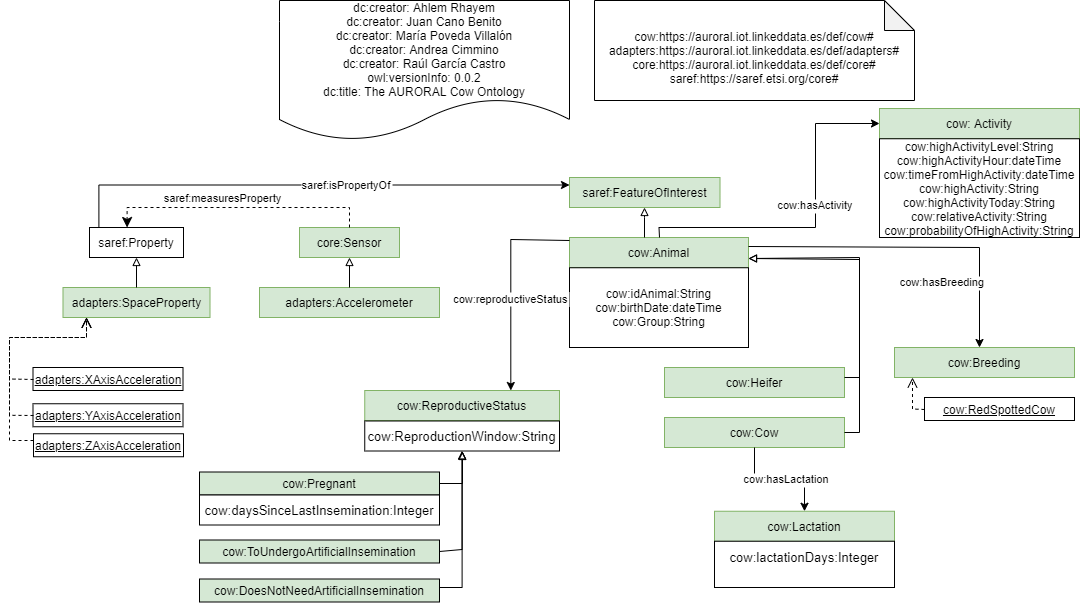 dc:creator: Ahlem Rhayem
dc:creator: Juan Cano Benito
dc:creator: María Poveda Villalón
dc:creator: Andrea Cimmino
dc:creator: Raúl García Castro
owl:versionInfo: 0.0.2
dc:title: The AURORAL Cow Ontology
cow:https://auroral.iot.linkeddata.es/def/cow#
adapters:https://auroral.iot.linkeddata.es/def/adapters#
core:https://auroral.iot.linkeddata.es/def/core#
saref:https://saref.etsi.org/core#
cow: Activity
cow:highActivityLevel:String
cow:highActivityHour:dateTime
cow:timeFromHighActivity:dateTime
cow:highActivity:String
cow:highActivityToday:String
cow:relativeActivity:String
cow:probabilityOfHighActivity:String
saref:isPropertyOf
saref:FeatureOfInterest
saref:measuresProperty
cow:hasActivity
saref:Property
core:Sensor
cow:Animal
cow:idAnimal:String
cow:birthDate:dateTime
cow:Group:String
cow:hasBreeding
adapters:SpaceProperty
adapters:Accelerometer
cow:reproductiveStatus
cow:Breeding
adapters:XAxisAcceleration
adapters:YAxisAcceleration
adapters:ZAxisAcceleration
cow:Heifer
cow:RedSpottedCow
cow:ReproductiveStatus
cow:ReproductionWindow:String
cow:Cow
cow:hasLactation
cow:Pregnant
cow:daysSinceLastInsemination:Integer
cow:Lactation
cow:lactationDays:Integer
cow:ToUndergoArtificialInsemination
cow:DoesNotNeedArtificialInsemination